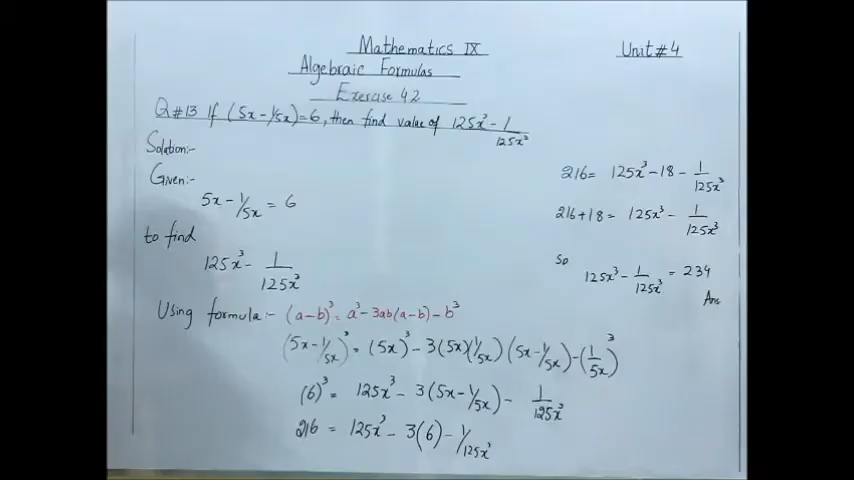 Mathematics IX
Unit#4
Algebraic Formulas
Exercise 4.2
Q#13 If (5x-1/5x)=6, then find value of 125x³ - 1/125x³
Solution:-
Given:-
5x - 1/5x = 6
to find
125x³ - 1/125x³
Using formula:- (a-b)³ = a³ - 3ab(a-b) - b³
(5x-1/5x)³ = (5x)³ - 3(5x)(1/5x)(5x-1/5x) - (1/5x)³
(6)³ = 125x³ - 3(5x-1/5x) - 1/125x³
216 = 125x³ - 3(6) - 1/125x³
216 = 125x³ - 18 - 1/125x³
216+18 = 125x³ - 1/125x³
So
125x³ - 1/125x³ = 234
Ans